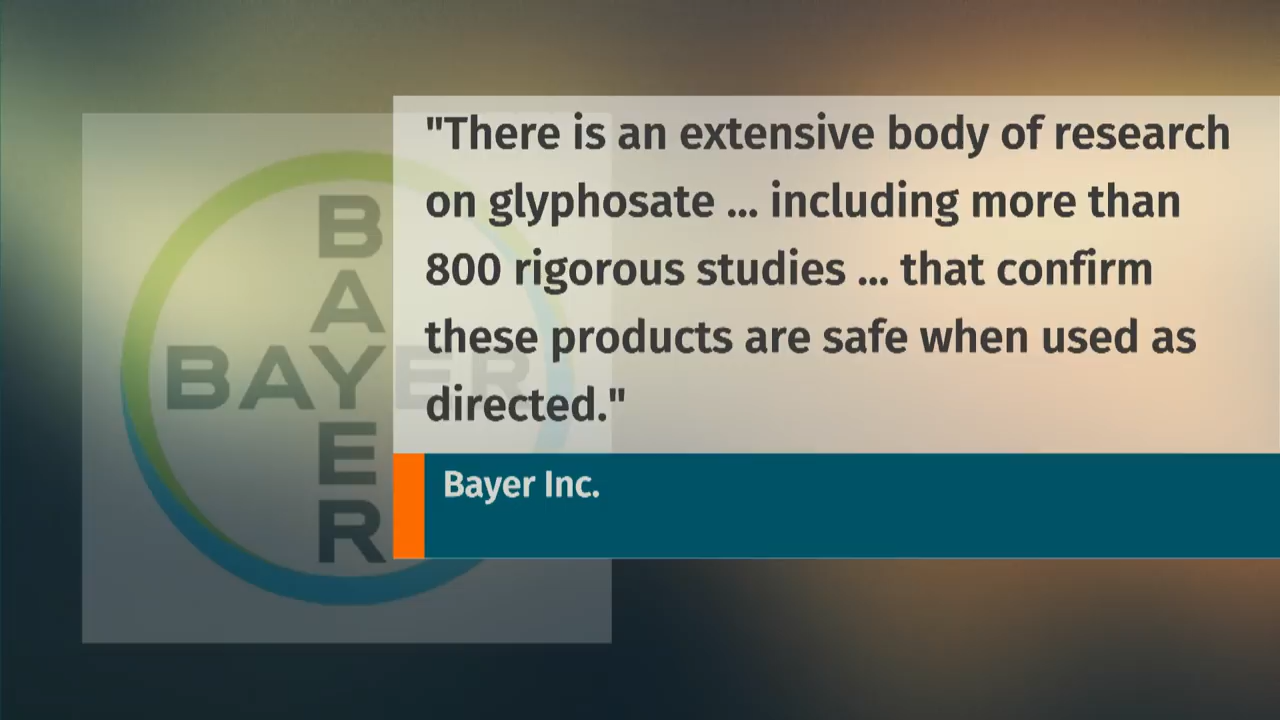 "There is an extensive body of research
on glyphosate ... including more than
800 rigorous studies ... that confirm
these products are safe when used as
directed."
Bayer Inc.
BAYER
BAYER